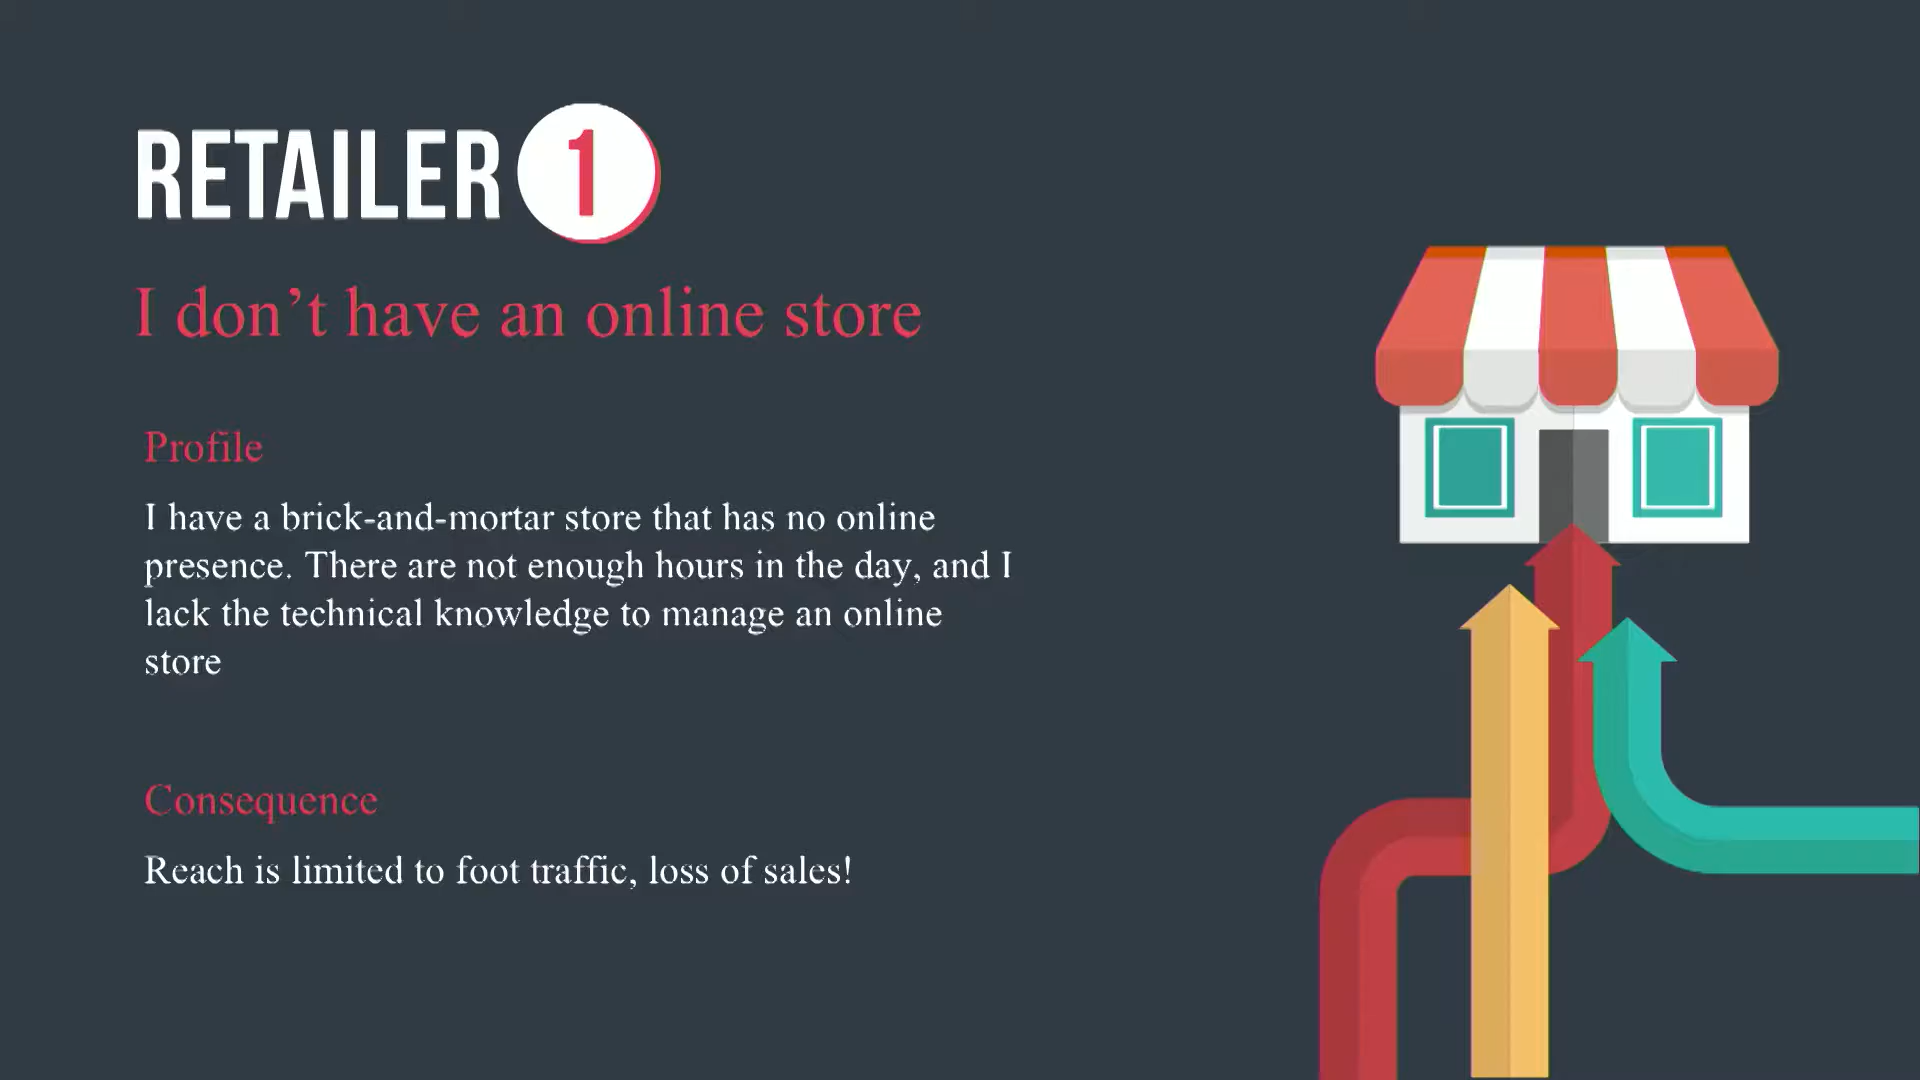 RETAILER 1
I don’t have an online store
Profile
I have a brick-and-mortar store that has no online
presence. There are not enough hours in the day, and I
lack the technical knowledge to manage an online
store
Consequence
Reach is limited to foot traffic, loss of sales!